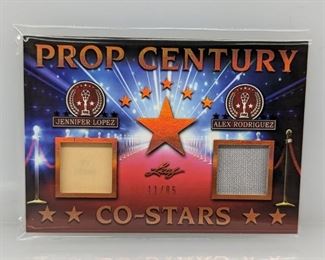 PROP CENTURY
JENNIFER LOPEZ
ALEX RODRIGUEZ
Leaf
11/85
CO-STARS